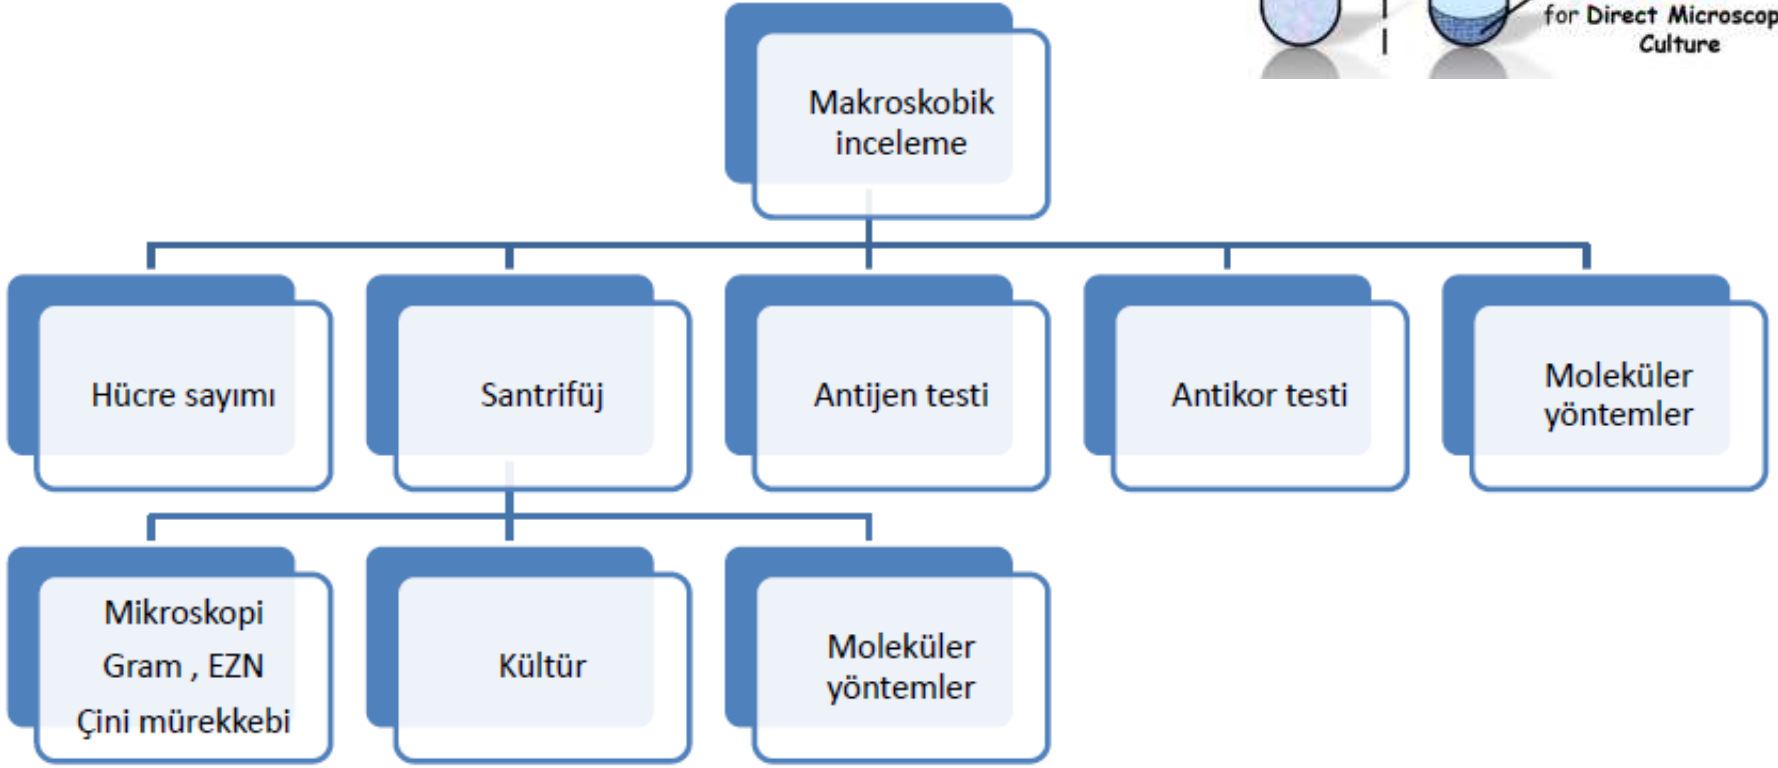 for Direct Microscop
Culture
Makroskobik
inceleme
Hücre sayımı
Santrifüj
Antijen testi
Antikor testi
Moleküler
yöntemler
Mikroskopi
Gram , EZN
Çini mürekkebi
Kültür
Moleküler
yöntemler